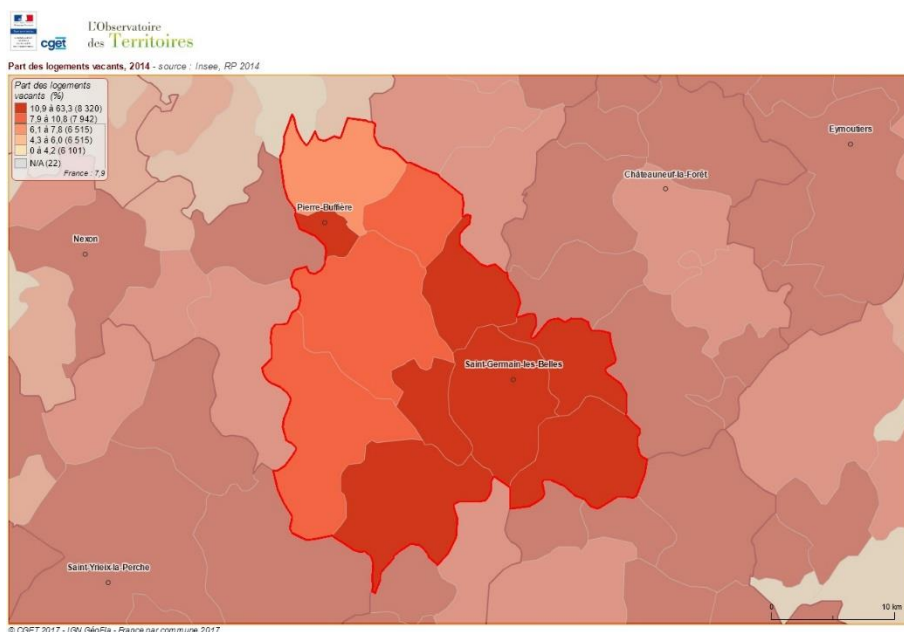 cget
L'Observatoire
des Territoires
Part des logements vacants, 2014 - source : Insee, RP 2014
Part des logements
vacants (%)
10,9 à 63,3 (8 320)
7,9 à 10,8 (7 942)
6,1 à 7,8 (6 515)
4,3 à 6,0 (6 515)
0 à 4,2 (6 101)
N/A (22)
France : 7,9
Eymoutiers
Châteauneuf-la-Forêt
Pierre-Buffière
Nexon
Saint-Germain-les-Belles
Saint-Yrieix-la-Perche
0 10 km
© CGET 2017 - IGN GéoFla - France par commune 2017